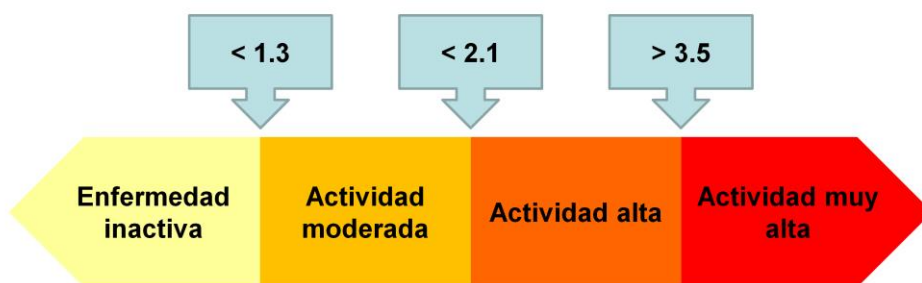 < 1.3
< 2.1
> 3.5
Enfermedad
inactiva
Actividad
moderada
Actividad alta
Actividad muy
alta